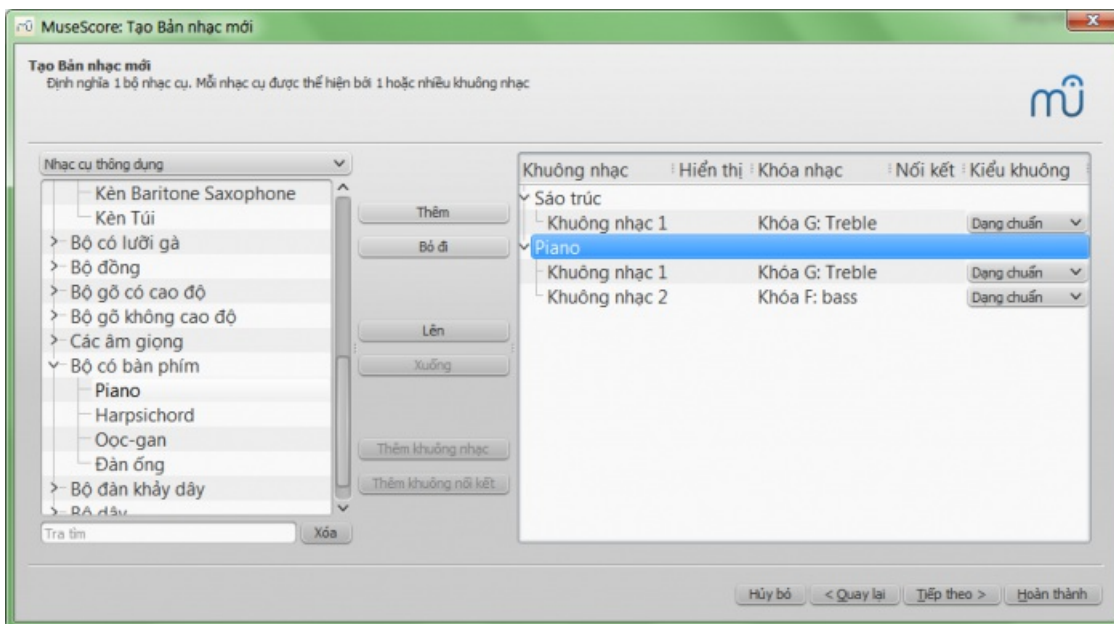 MuseScore: Tạo Bản nhạc mới
Tạo Bản nhạc mới
Định nghĩa 1 bộ nhạc cụ. Mỗi nhạc cụ được thể hiện bởi 1 hoặc nhiều khuông nhạc
Nhạc cụ thông dụng
Kèn Baritone Saxophone
Kèn Túi
Bộ có lưỡi gà
Bộ đồng
Bộ gõ có cao độ
Bộ gõ không cao độ
Các âm giọng
Bộ có bàn phím
Piano
Harpsichord
Oọc-gan
Đàn ống
Bộ đàn khảy dây
Bộ dây
Tra tìm
Xóa
Thêm
Bỏ đi
Lên
Xuống
Thêm khuông nhạc
Thêm khuông nối kết
Khuông nhạc Hiển thị Khóa nhạc Nối kết Kiểu khuông
Sáo trúc
Khuông nhạc 1 Khóa G: Treble Dạng chuẩn
Piano
Khuông nhạc 1 Khóa G: Treble Dạng chuẩn
Khuông nhạc 2 Khóa F: bass Dạng chuẩn
Hủy bỏ < Quay lại Tiếp theo > Hoàn thành